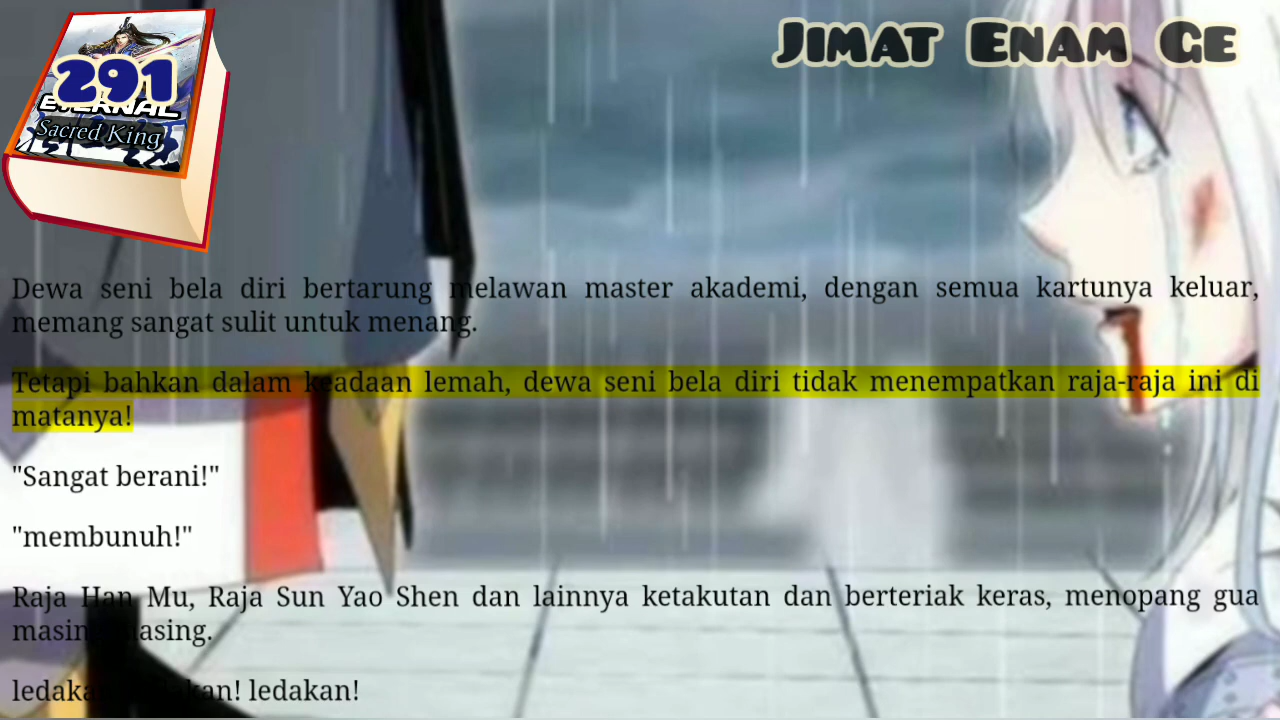 Jimat Enam Ge
291
ETERNAL
Sacred King
Dewa seni bela diri bertarung melawan master akademi, dengan semua kartunya keluar,
memang sangat sulit untuk menang.
Tetapi bahkan dalam keadaan lemah, dewa seni bela diri tidak menempatkan raja-raja ini di
matanya!
"Sangat berani!"
"membunuh!"
Raja Han Mu, Raja Sun Yao Shen dan lainnya ketakutan dan berteriak keras, menopang gua
masing-masing.
ledakan! ledakan! ledakan!